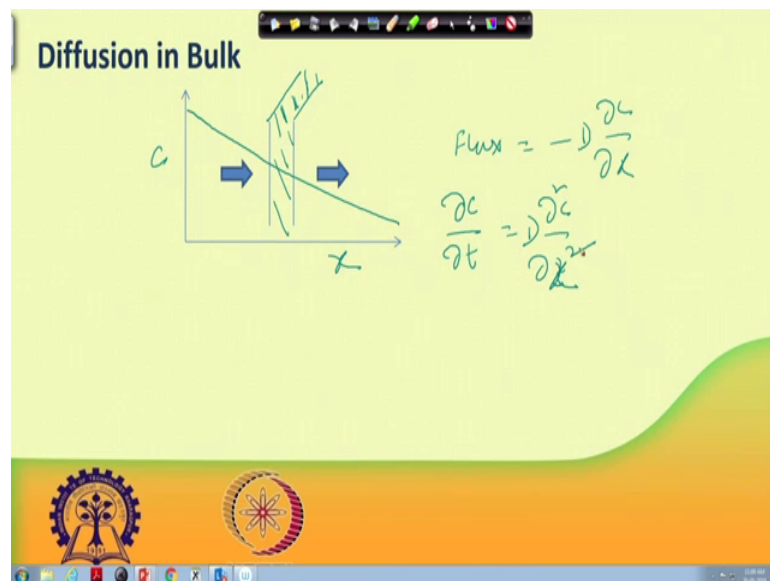 Diffusion in Bulk
C
x
Flux = -D ∂c/∂x
∂c/∂t = D ∂²c/∂x²